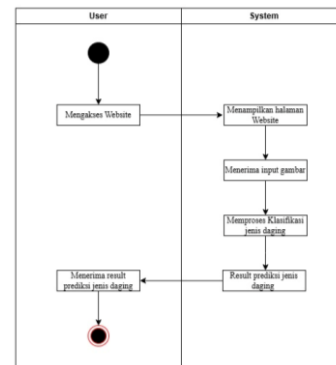 User
System
Mengakses Website
Menampilkan halaman
Website
Menerima input gambar
Memproses Klasifikasi
jenis daging
Result prediksi jenis
daging
Menerima result
prediksi jenis daging